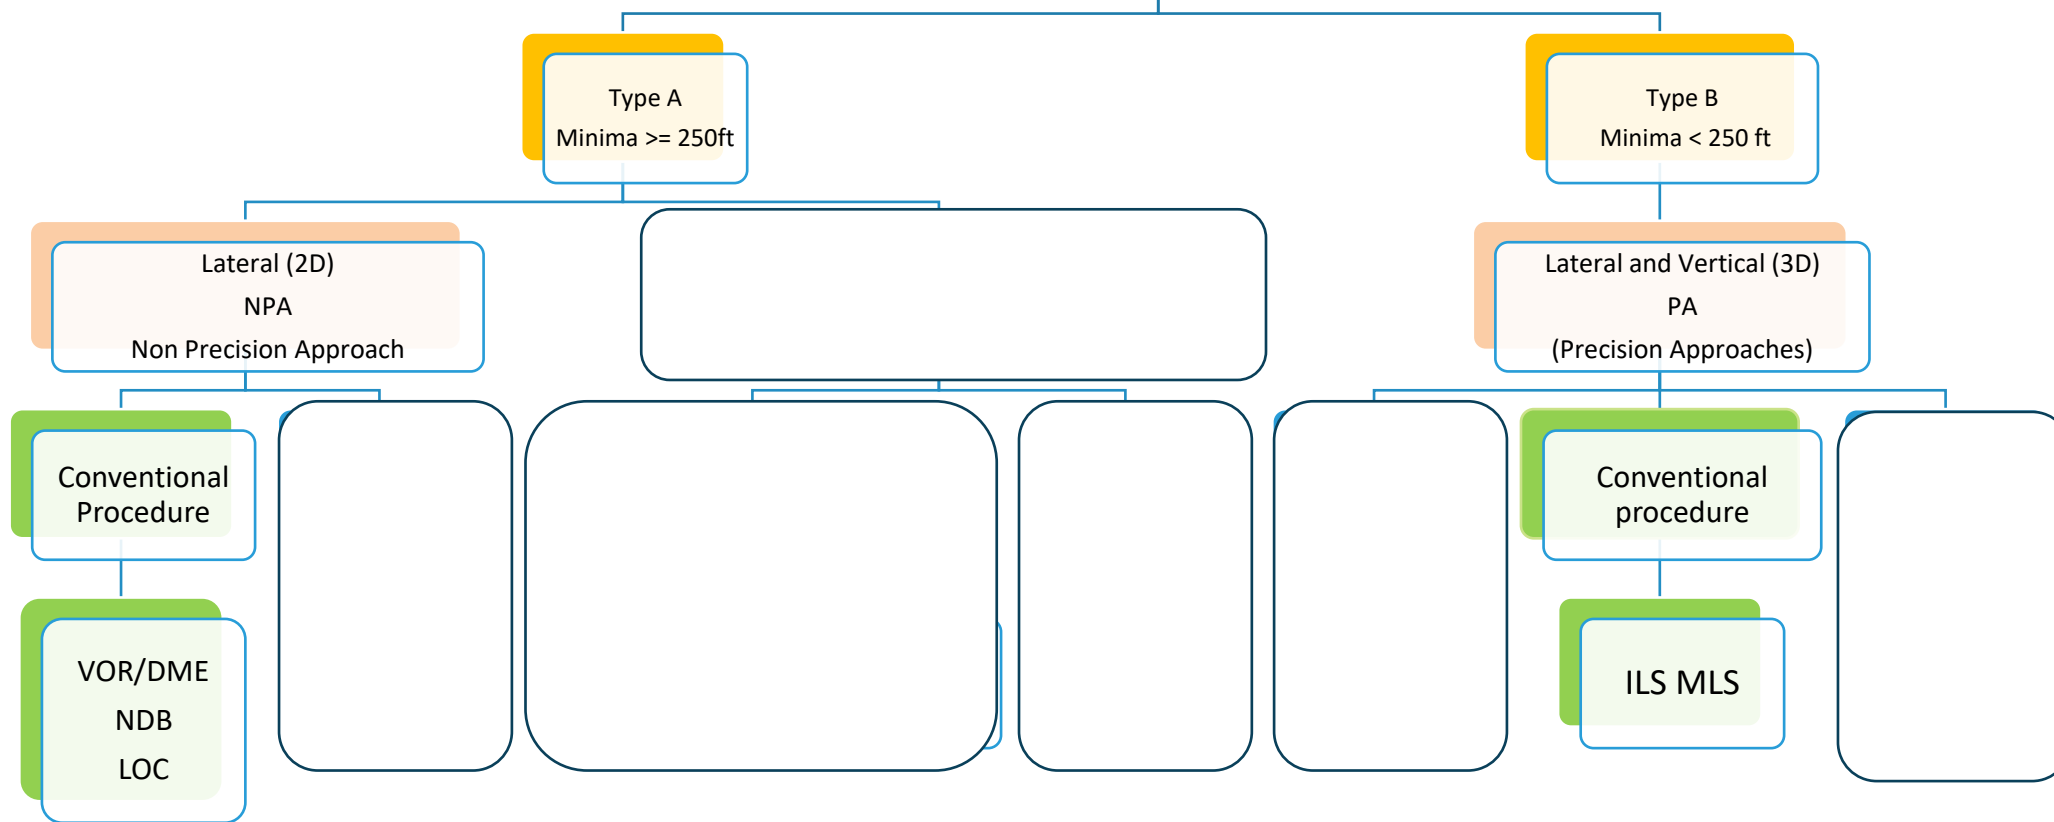 Type A
Minima >= 250ft
Type B
Minima < 250 ft
Lateral (2D)
NPA
Non Precision Approach
Lateral and Vertical (3D)
PA
(Precision Approaches)
Conventional
Procedure
Conventional
procedure
VOR/DME
NDB
LOC
ILS MLS